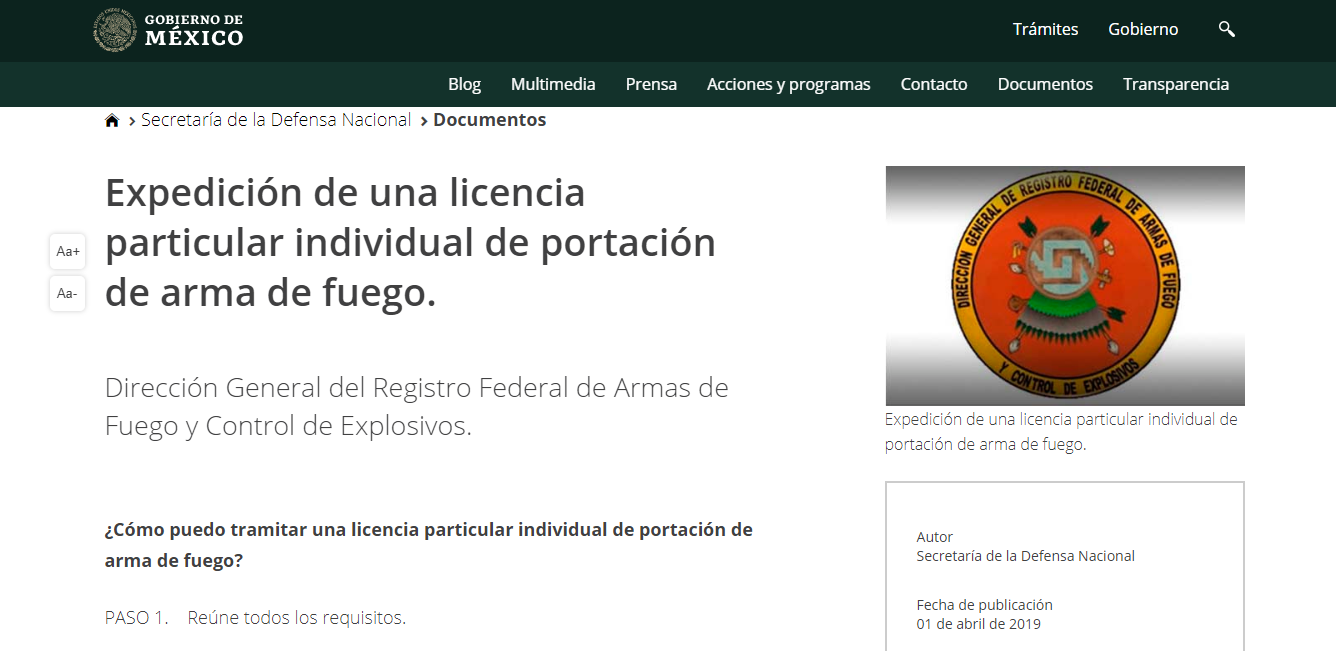 GOBIERNO DE
MÉXICO
Trámites
Gobierno
Blog
Multimedia
Prensa
Acciones y programas
Contacto
Documentos
Transparencia
Secretaría de la Defensa Nacional
Documentos
Aa+
Aa-
Expedición de una licencia
particular individual de portación
de arma de fuego.
Dirección General del Registro Federal de Armas de
Fuego y Control de Explosivos.
¿Cómo puedo tramitar una licencia particular individual de portación de
arma de fuego?
PASO 1. Reúne todos los requisitos.
DIRECCIÓN GENERAL DE REGISTRO FEDERAL DE ARMAS DE FUEGO
Y CONTROL DE EXPLOSIVOS
Expedición de una licencia particular individual de
portación de arma de fuego.
Autor
Secretaría de la Defensa Nacional
Fecha de publicación
01 de abril de 2019